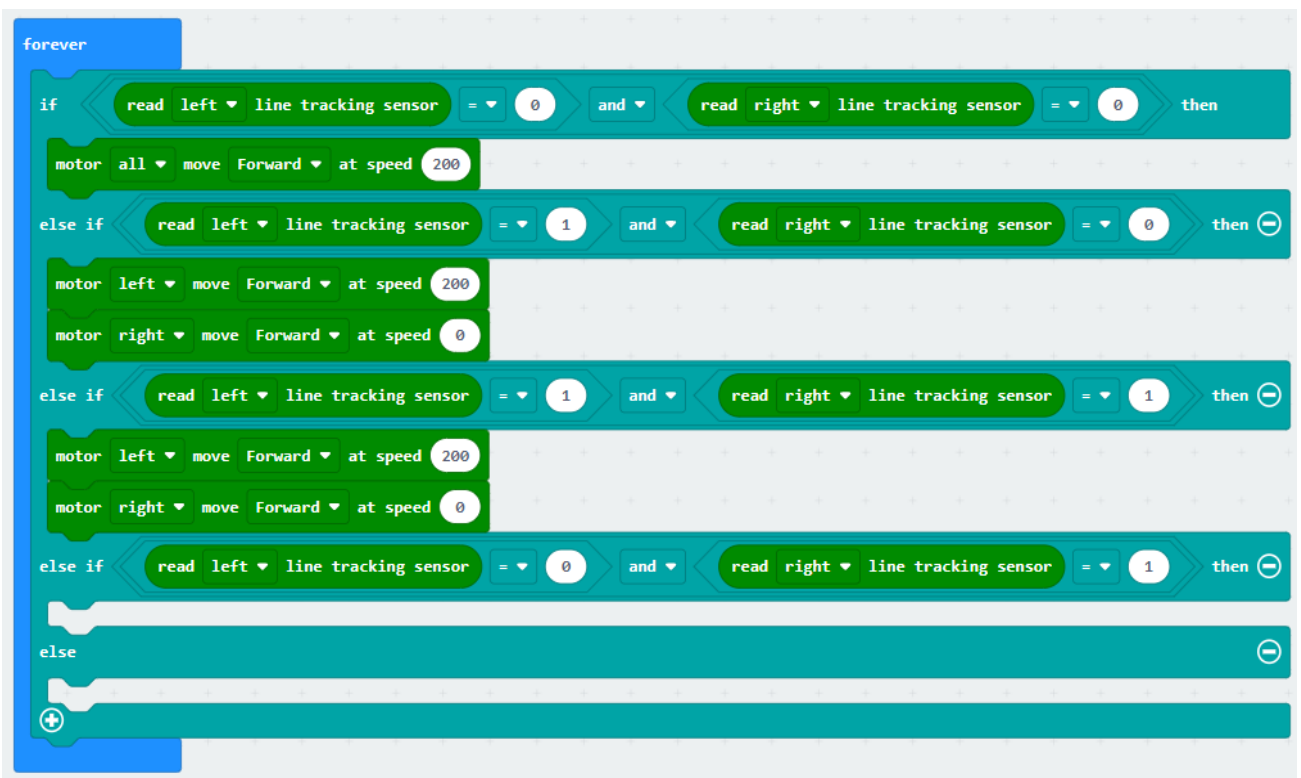 forever
if read left line tracking sensor = 0 and read right line tracking sensor = 0 then
motor all move Forward at speed 200
else if read left line tracking sensor = 1 and read right line tracking sensor = 0 then
motor left move Forward at speed 200
motor right move Forward at speed 0
else if read left line tracking sensor = 1 and read right line tracking sensor = 1 then
motor left move Forward at speed 200
motor right move Forward at speed 0
else if read left line tracking sensor = 0 and read right line tracking sensor = 1 then
else